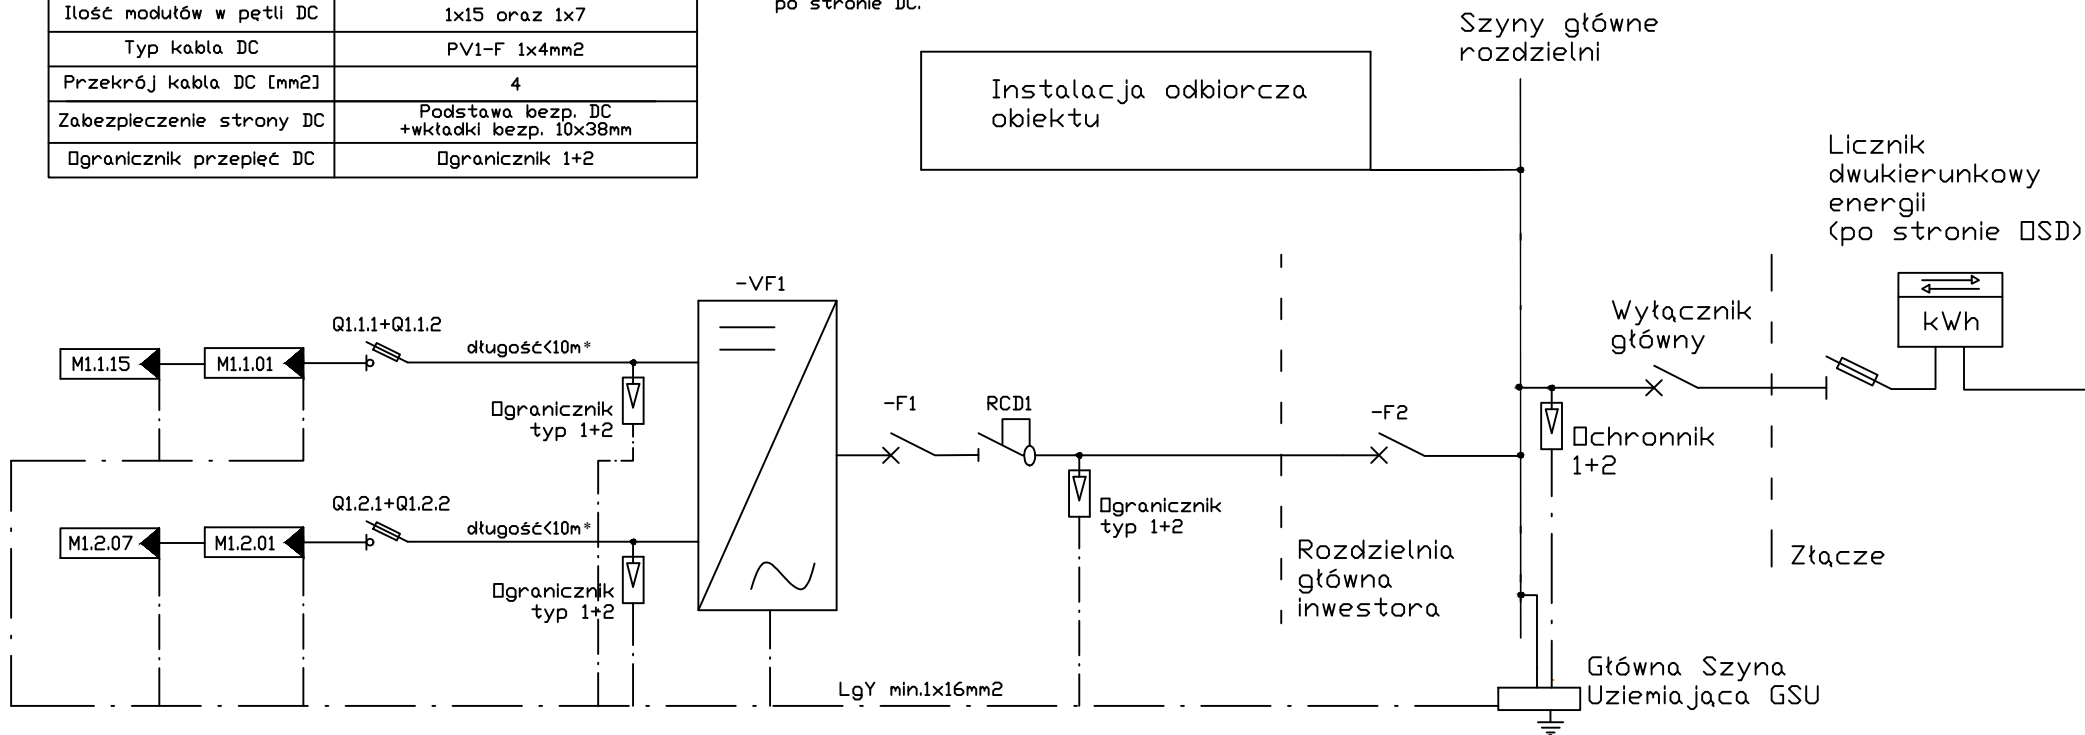 Ilość modułów w pętli DC 1x15 oraz 1x7
Typ kabla DC PV1-F 1x4mm2
Przekrój kabla DC [mm2] 4
Zabezpieczenie strony DC Podstawa bezp. DC
+wkładki bezp. 10x38mm
Ogranicznik przepięć DC Ogranicznik 1+2
po stronie DC.
Instalacja odbiorcza
obiektu
Szyny główne
rozdzielni
Licznik
dwukierunkowy
energii
(po stronie OSD)
kWh
Wyłącznik
główny
-VF1
Q1.1.1+Q1.1.2
M1.1.15
M1.1.01
długość<10m*
Ogranicznik
typ 1+2
Q1.2.1+Q1.2.2
M1.2.07
M1.2.01
długość<10m*
Ogranicznik
typ 1+2
-F1
RCD1
Ogranicznik
typ 1+2
-F2
Ochronnik
1+2
Rozdzielnia
główna
inwestora
Złącze
LgY min.1x16mm2
Główna Szyna
Uziemiająca GSU